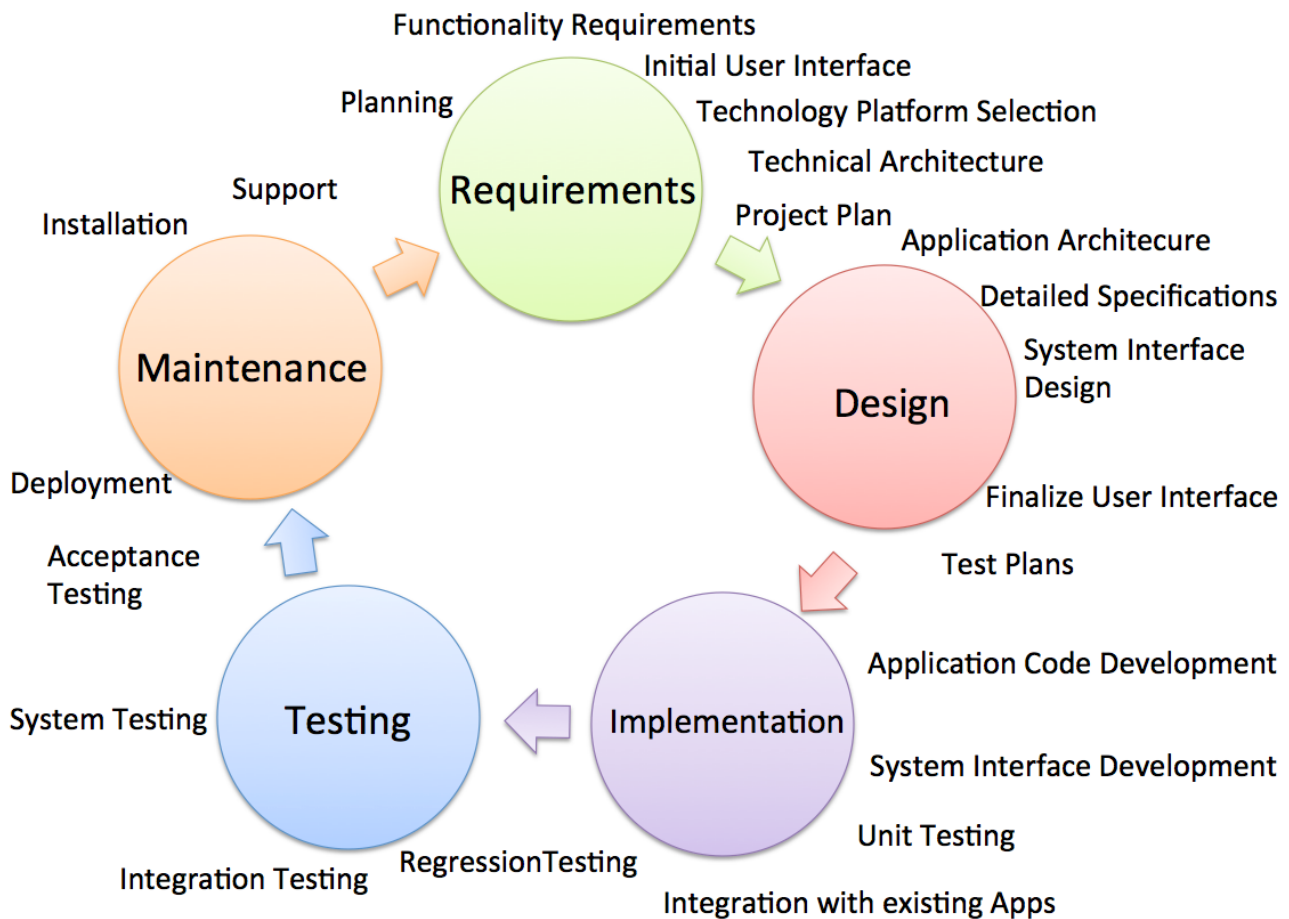 Functionality Requirements
Initial User Interface
Planning
Technology Platform Selection
Technical Architecture
Requirements
Support
Project Plan
Installation
Application Architecure
Detailed Specifications
System Interface
Design
Maintenance
Design
Deployment
Finalize User Interface
Acceptance
Testing
Test Plans
Application Code Development
System Testing
Testing
Implementation
System Interface Development
Unit Testing
RegressionTesting
Integration Testing
Integration with existing Apps